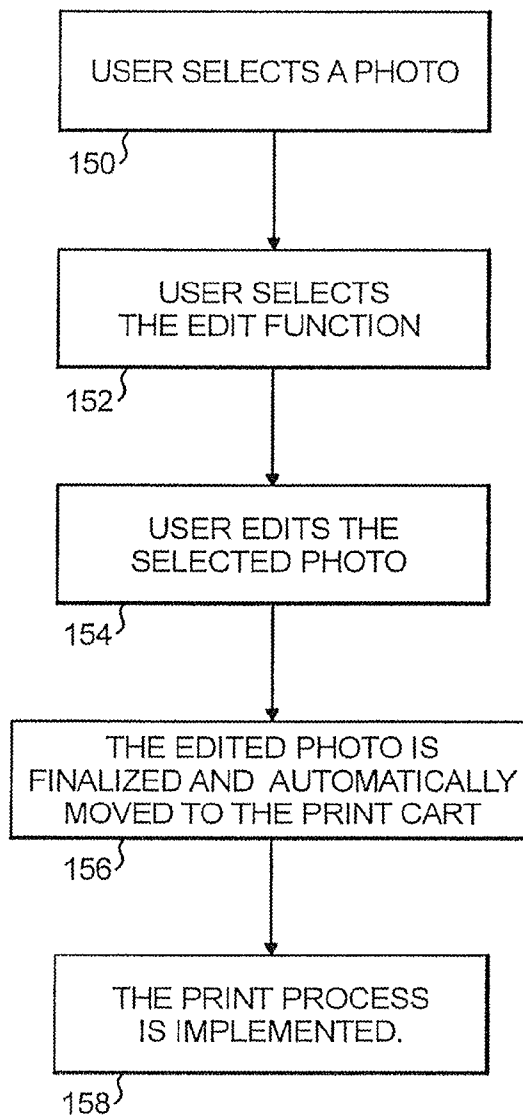 USER SELECTS A PHOTO
150
USER SELECTS
THE EDIT FUNCTION
152
USER EDITS THE
SELECTED PHOTO
154
THE EDITED PHOTO IS
FINALIZED AND AUTOMATICALLY
MOVED TO THE PRINT CART
156
THE PRINT PROCESS
IS IMPLEMENTED.
158